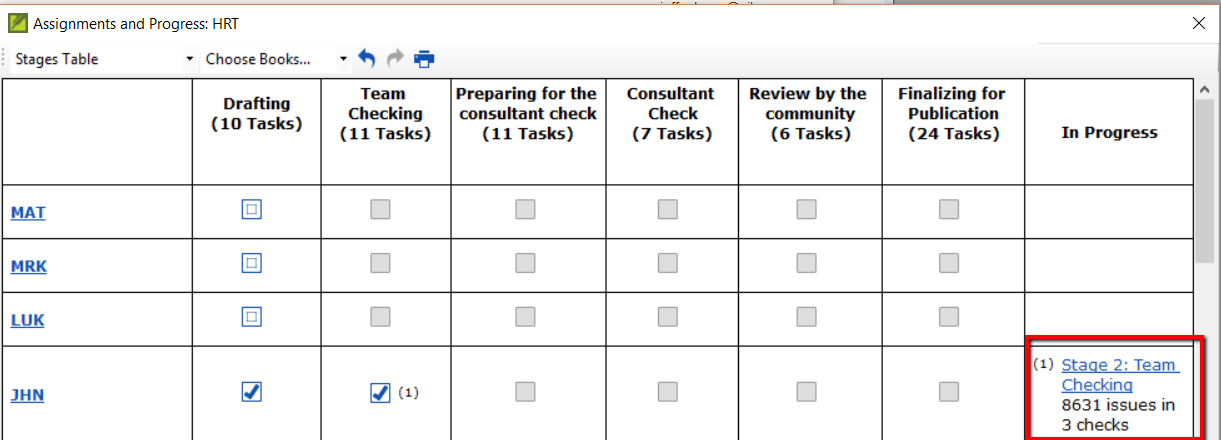 Assignments and Progress: HRT
Stages Table Choose Books...
Drafting
(10 Tasks)
Team
Checking
(11 Tasks)
Preparing for the
consultant check
(11 Tasks)
Consultant
Check
(7 Tasks)
Review by the
community
(6 Tasks)
Finalizing for
Publication
(24 Tasks)
In Progress
MAT
MRK
LUK
JHN
(1)
(1) Stage 2: Team
Checking
8631 issues in
3 checks